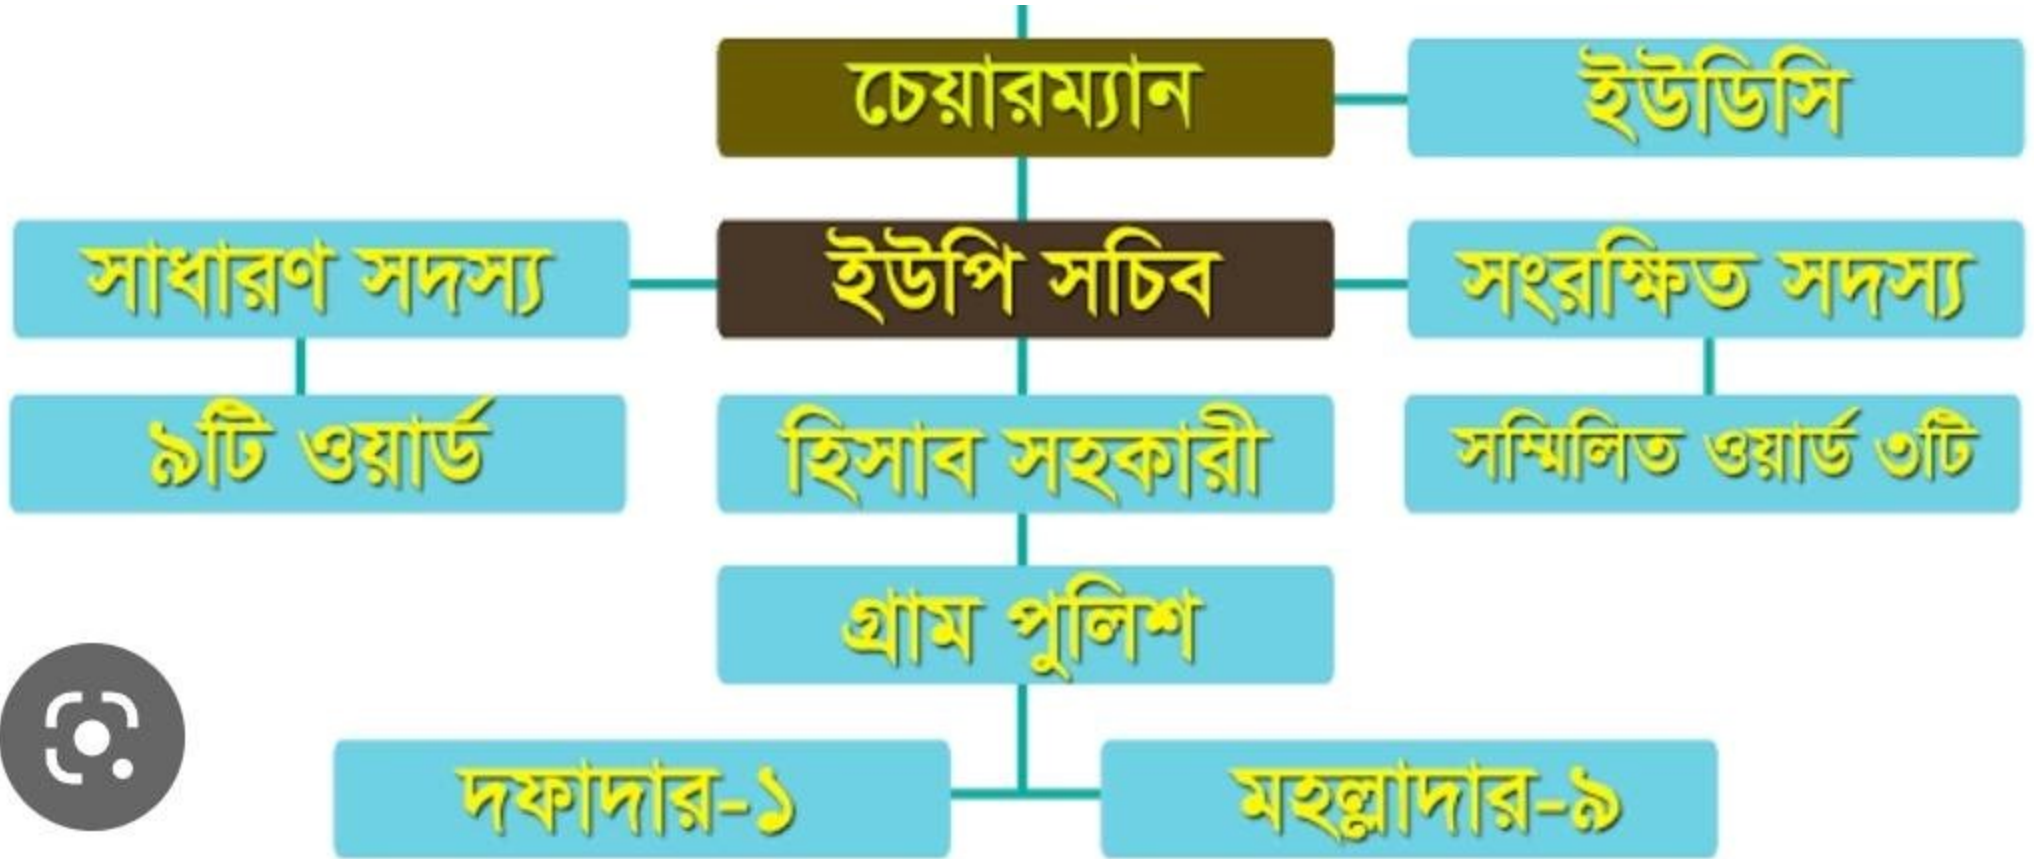 চেয়ারম্যান
ইউডিসি
সাধারণ সদস্য
ইউপি সচিব
সংরক্ষিত সদস্য
৯টি ওয়ার্ড
হিসাব সহকারী
সম্মিলিত ওয়ার্ড ৩টি
গ্রাম পুলিশ
দফাদার-১
মহল্লাদার-৯